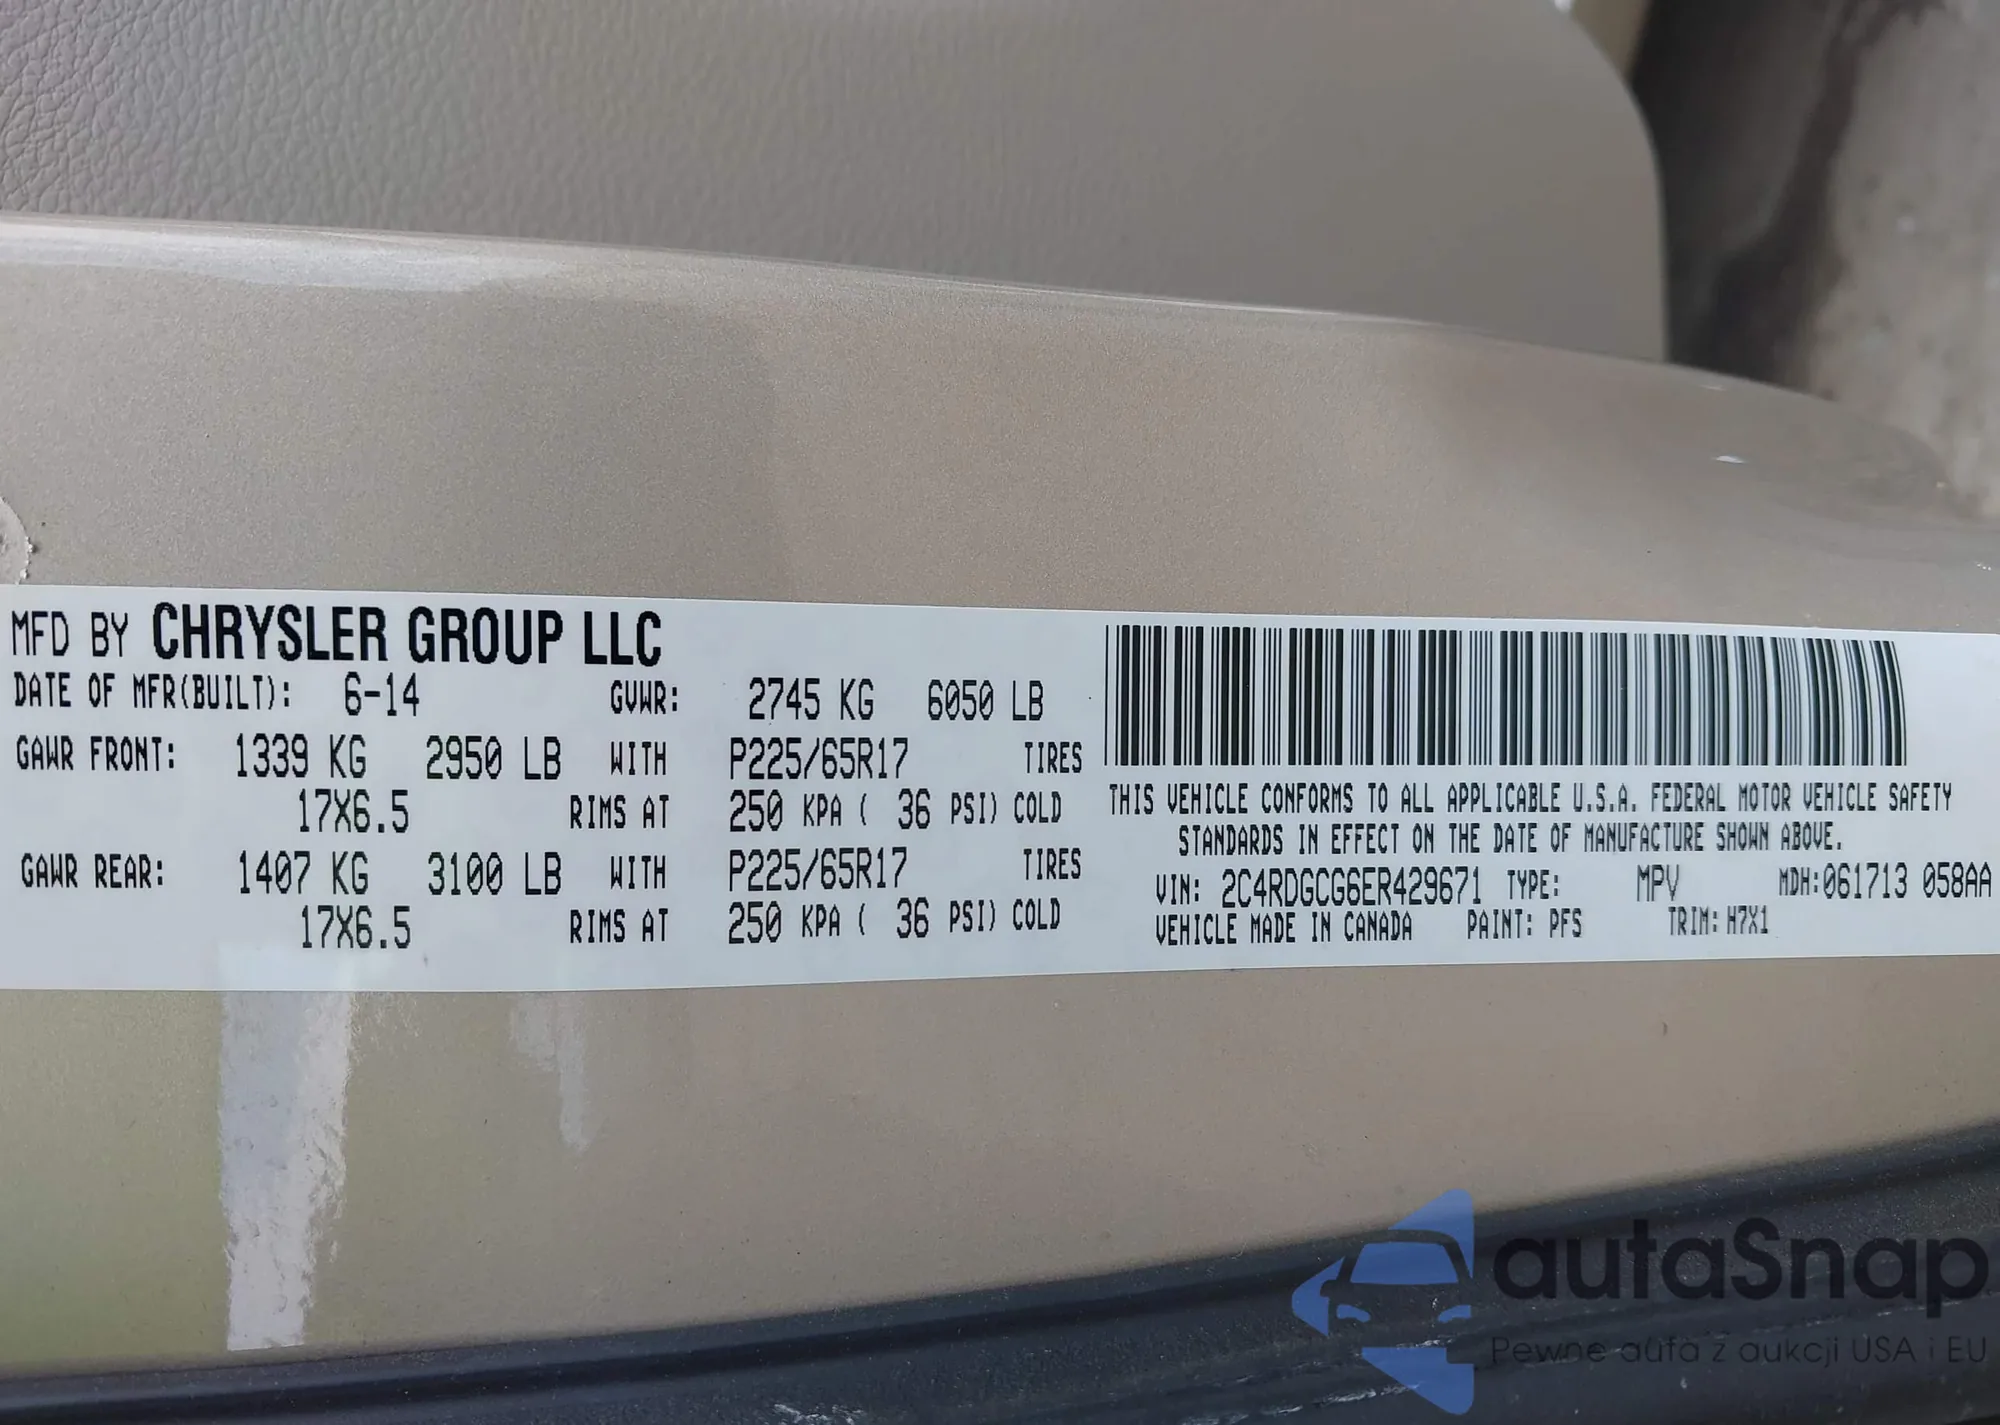 MFD BY CHRYSLER GROUP LLC
DATE OF MFR(BUILT): 6-14 GVWR: 2745 KG 6050 LB
GAWR FRONT: 1339 KG 2950 LB WITH P225/65R17 TIRES
17X6.5 RIMS AT 250 KPA ( 36 PSI) COLD
GAWR REAR: 1407 KG 3100 LB WITH P225/65R17 TIRES
17X6.5 RIMS AT 250 KPA ( 36 PSI) COLD
THIS VEHICLE CONFORMS TO ALL APPLICABLE U.S.A. FEDERAL MOTOR VEHICLE SAFETY
STANDARDS IN EFFECT ON THE DATE OF MANUFACTURE SHOWN ABOVE.
VIN: 2C4RDGCG6ER429671 TYPE: MPV MDH:061713 058AA
VEHICLE MADE IN CANADA PAINT: PFS TRIM: H7X1
autaSnap
Pewne auta z aukcji USA i EU